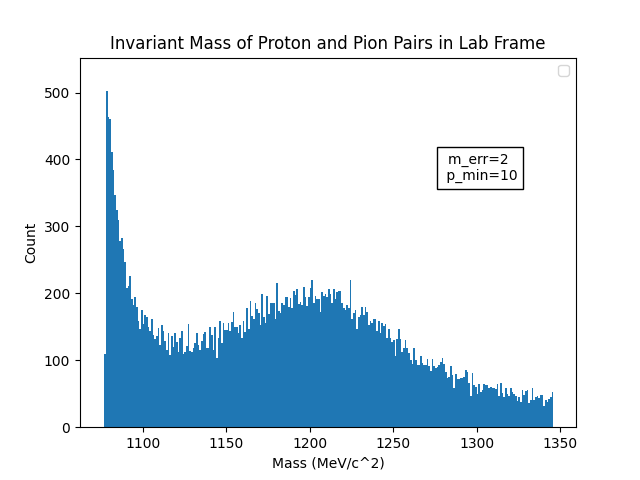 Invariant Mass of Proton and Pion Pairs in Lab Frame
500
400
300
200
100
0
Count
m_err=2
p_min=10
1100
1150
1200
1250
1300
1350
Mass (MeV/c^2)